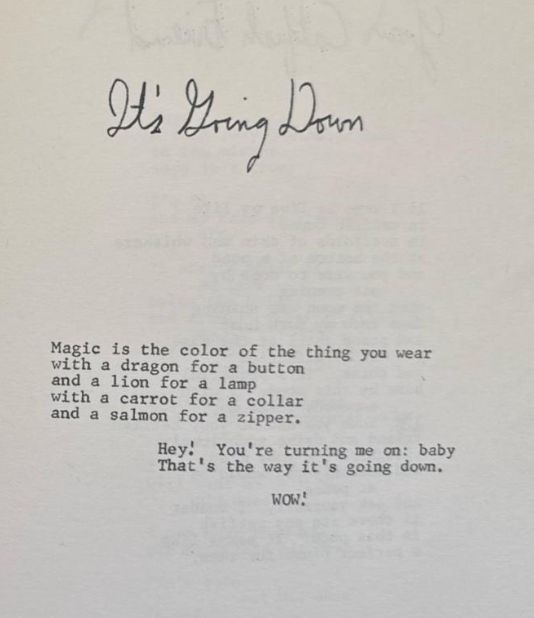 It's Going Down
Magic is the color of the thing you wear
with a dragon for a button
and a lion for a lamp
with a carrot for a collar
and a salmon for a zipper.
Hey! You're turning me on: baby
That's the way it's going down.
WOW!